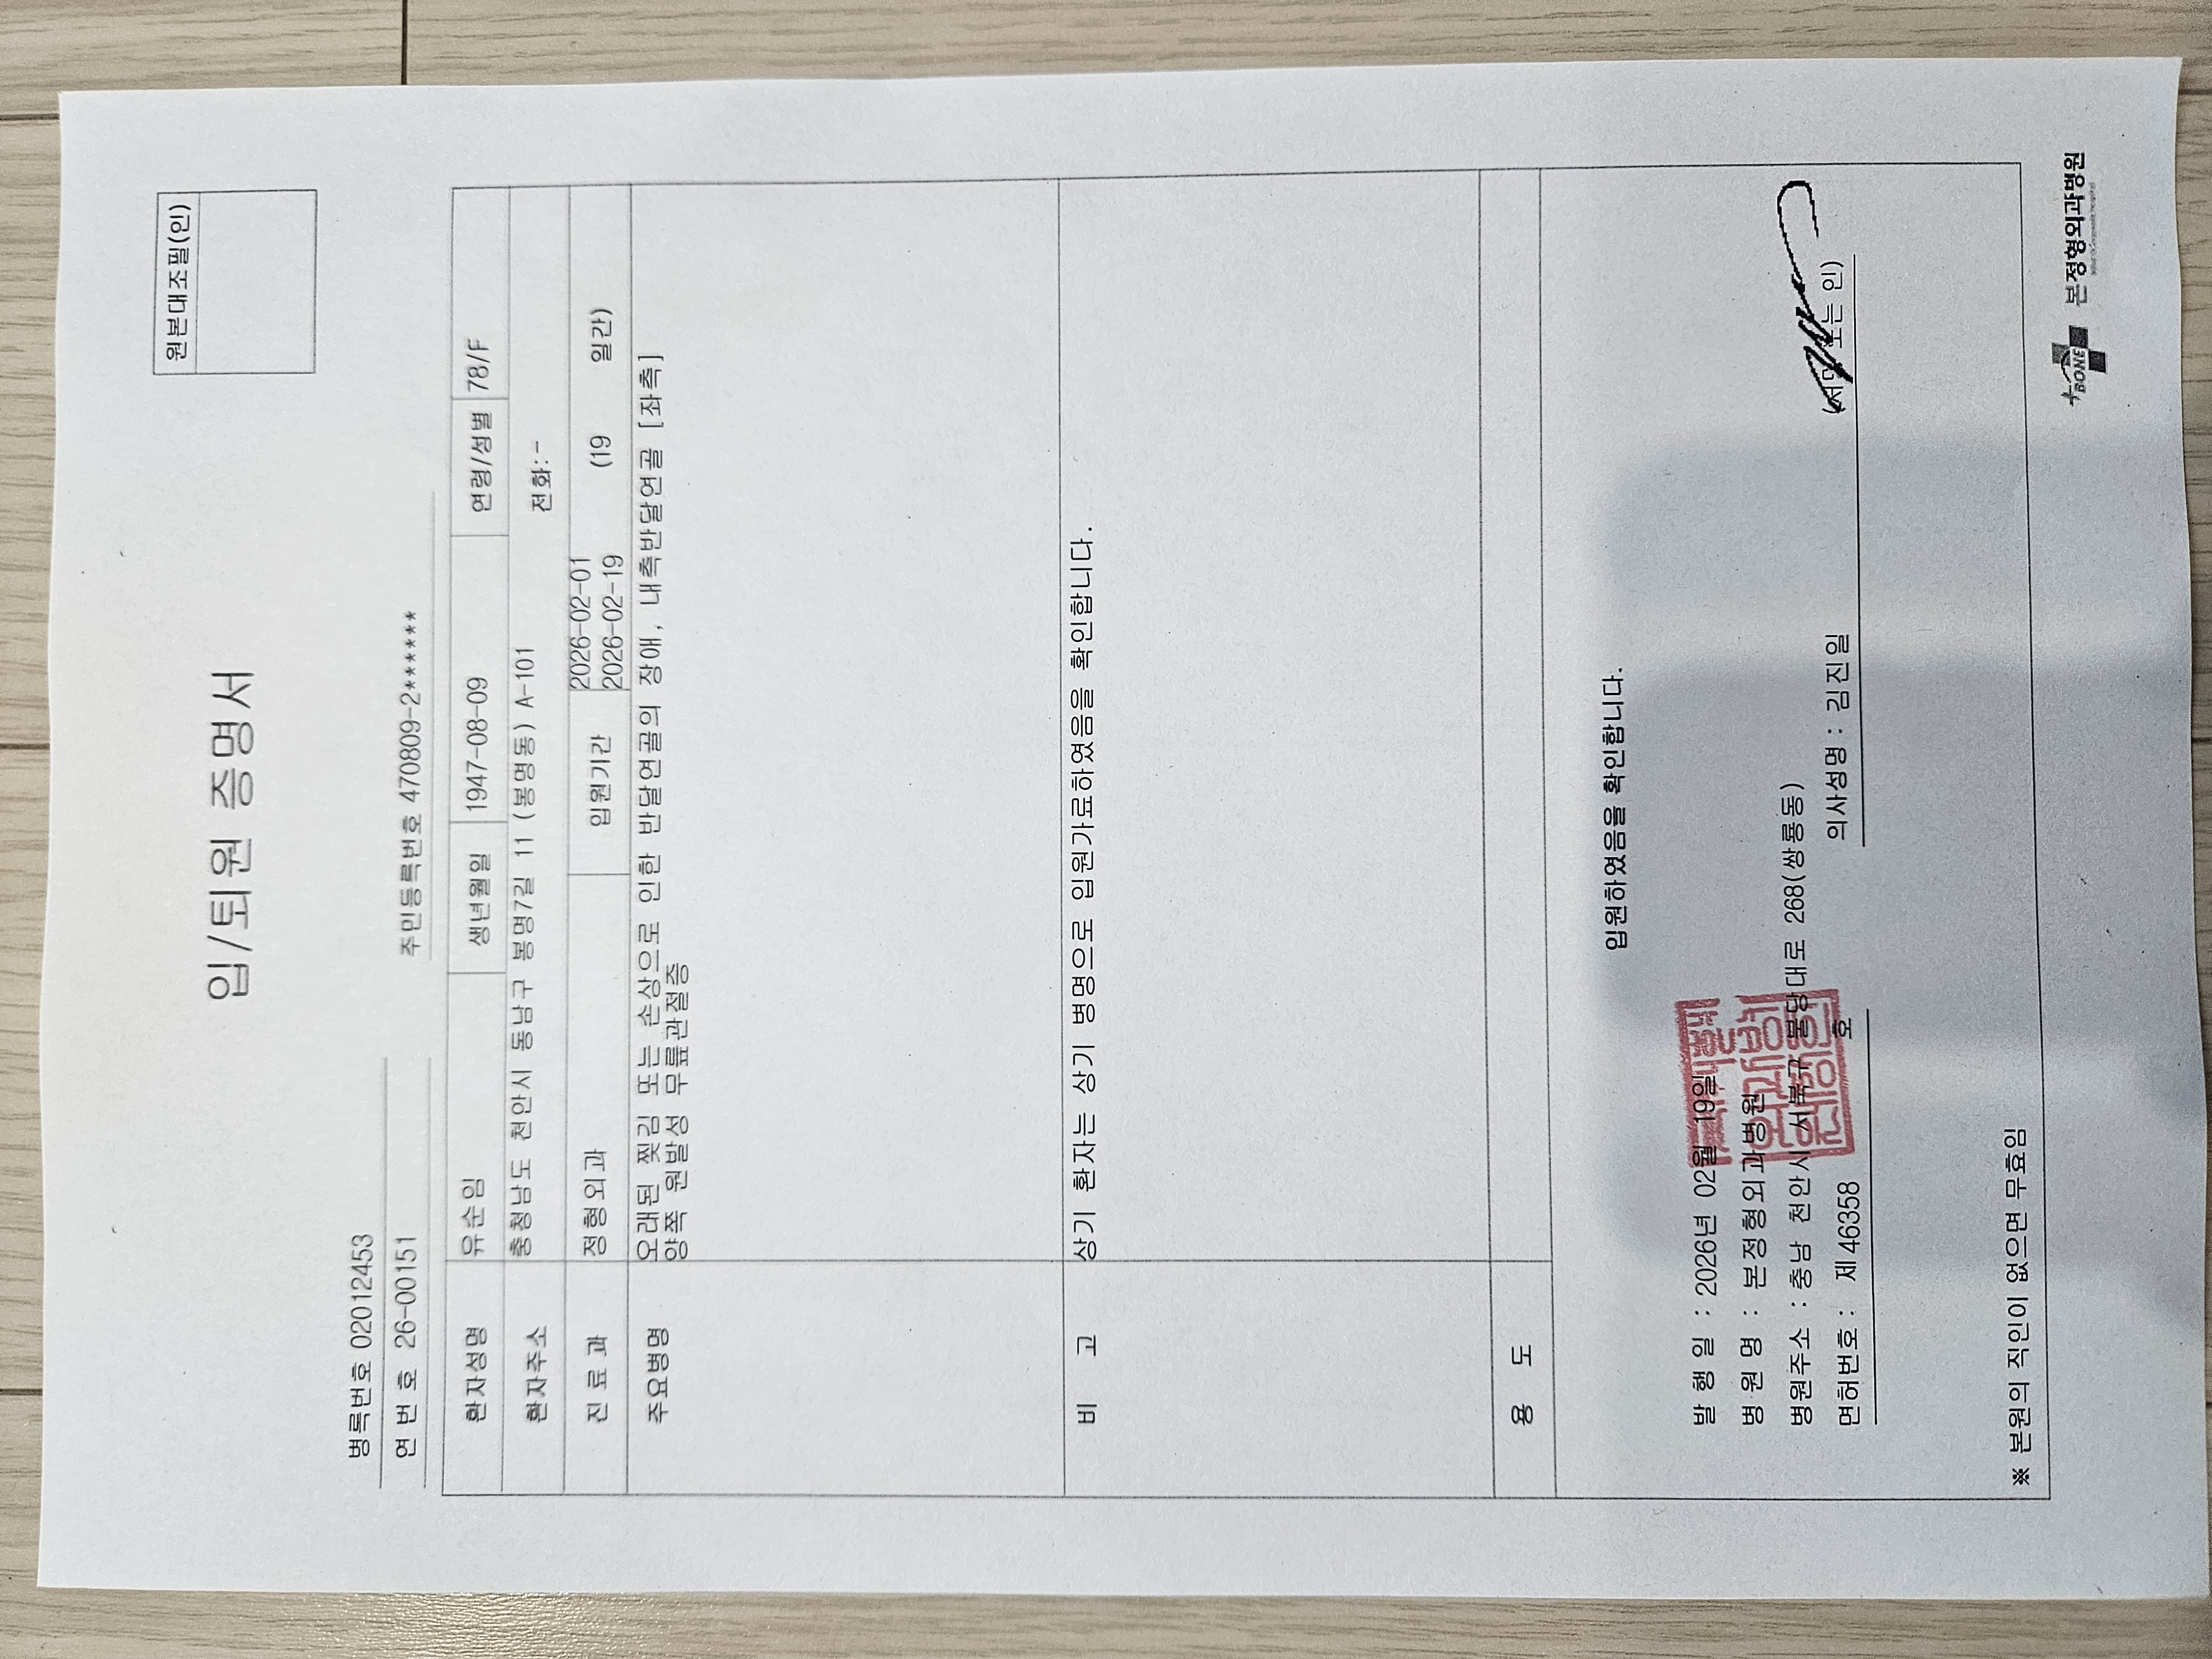 원본대조필(인)
입/퇴원 증명서
병록번호 02012453
연 번 호 26-00151
주민등록번호 470809-2******
환자성명 유순임 생년월일 1947-08-09 연령/성별 78/F
환자주소 충청남도 천안시 동남구 봉명7길 11 (봉명동) A-101 전화:-
진 료 과 정형외과 입원기간 2026-02-01
2026-02-19 (19 일간)
주요병명 오래된 찢김 또는 손상으로 인한 반달연골의 장애, 내측반달연골 [좌측]
양쪽 원발성 무릎관절증
비 고 상기 환자는 상기 병명으로 입원가료하였음을 확인합니다.
용 도
입원하였음을 확인합니다.
발 행 일 : 2026년 02월 19일
병 원 명 : 본정형외과병원
병원주소 : 충남 천안시 서북구 불당대로 268(쌍룡동)
면허번호 : 제 46358 호 의사성명 : 김진일 (서명 또는 인)
※ 본원의 직인이 없으면 무효임
BONE 본정형외과병원